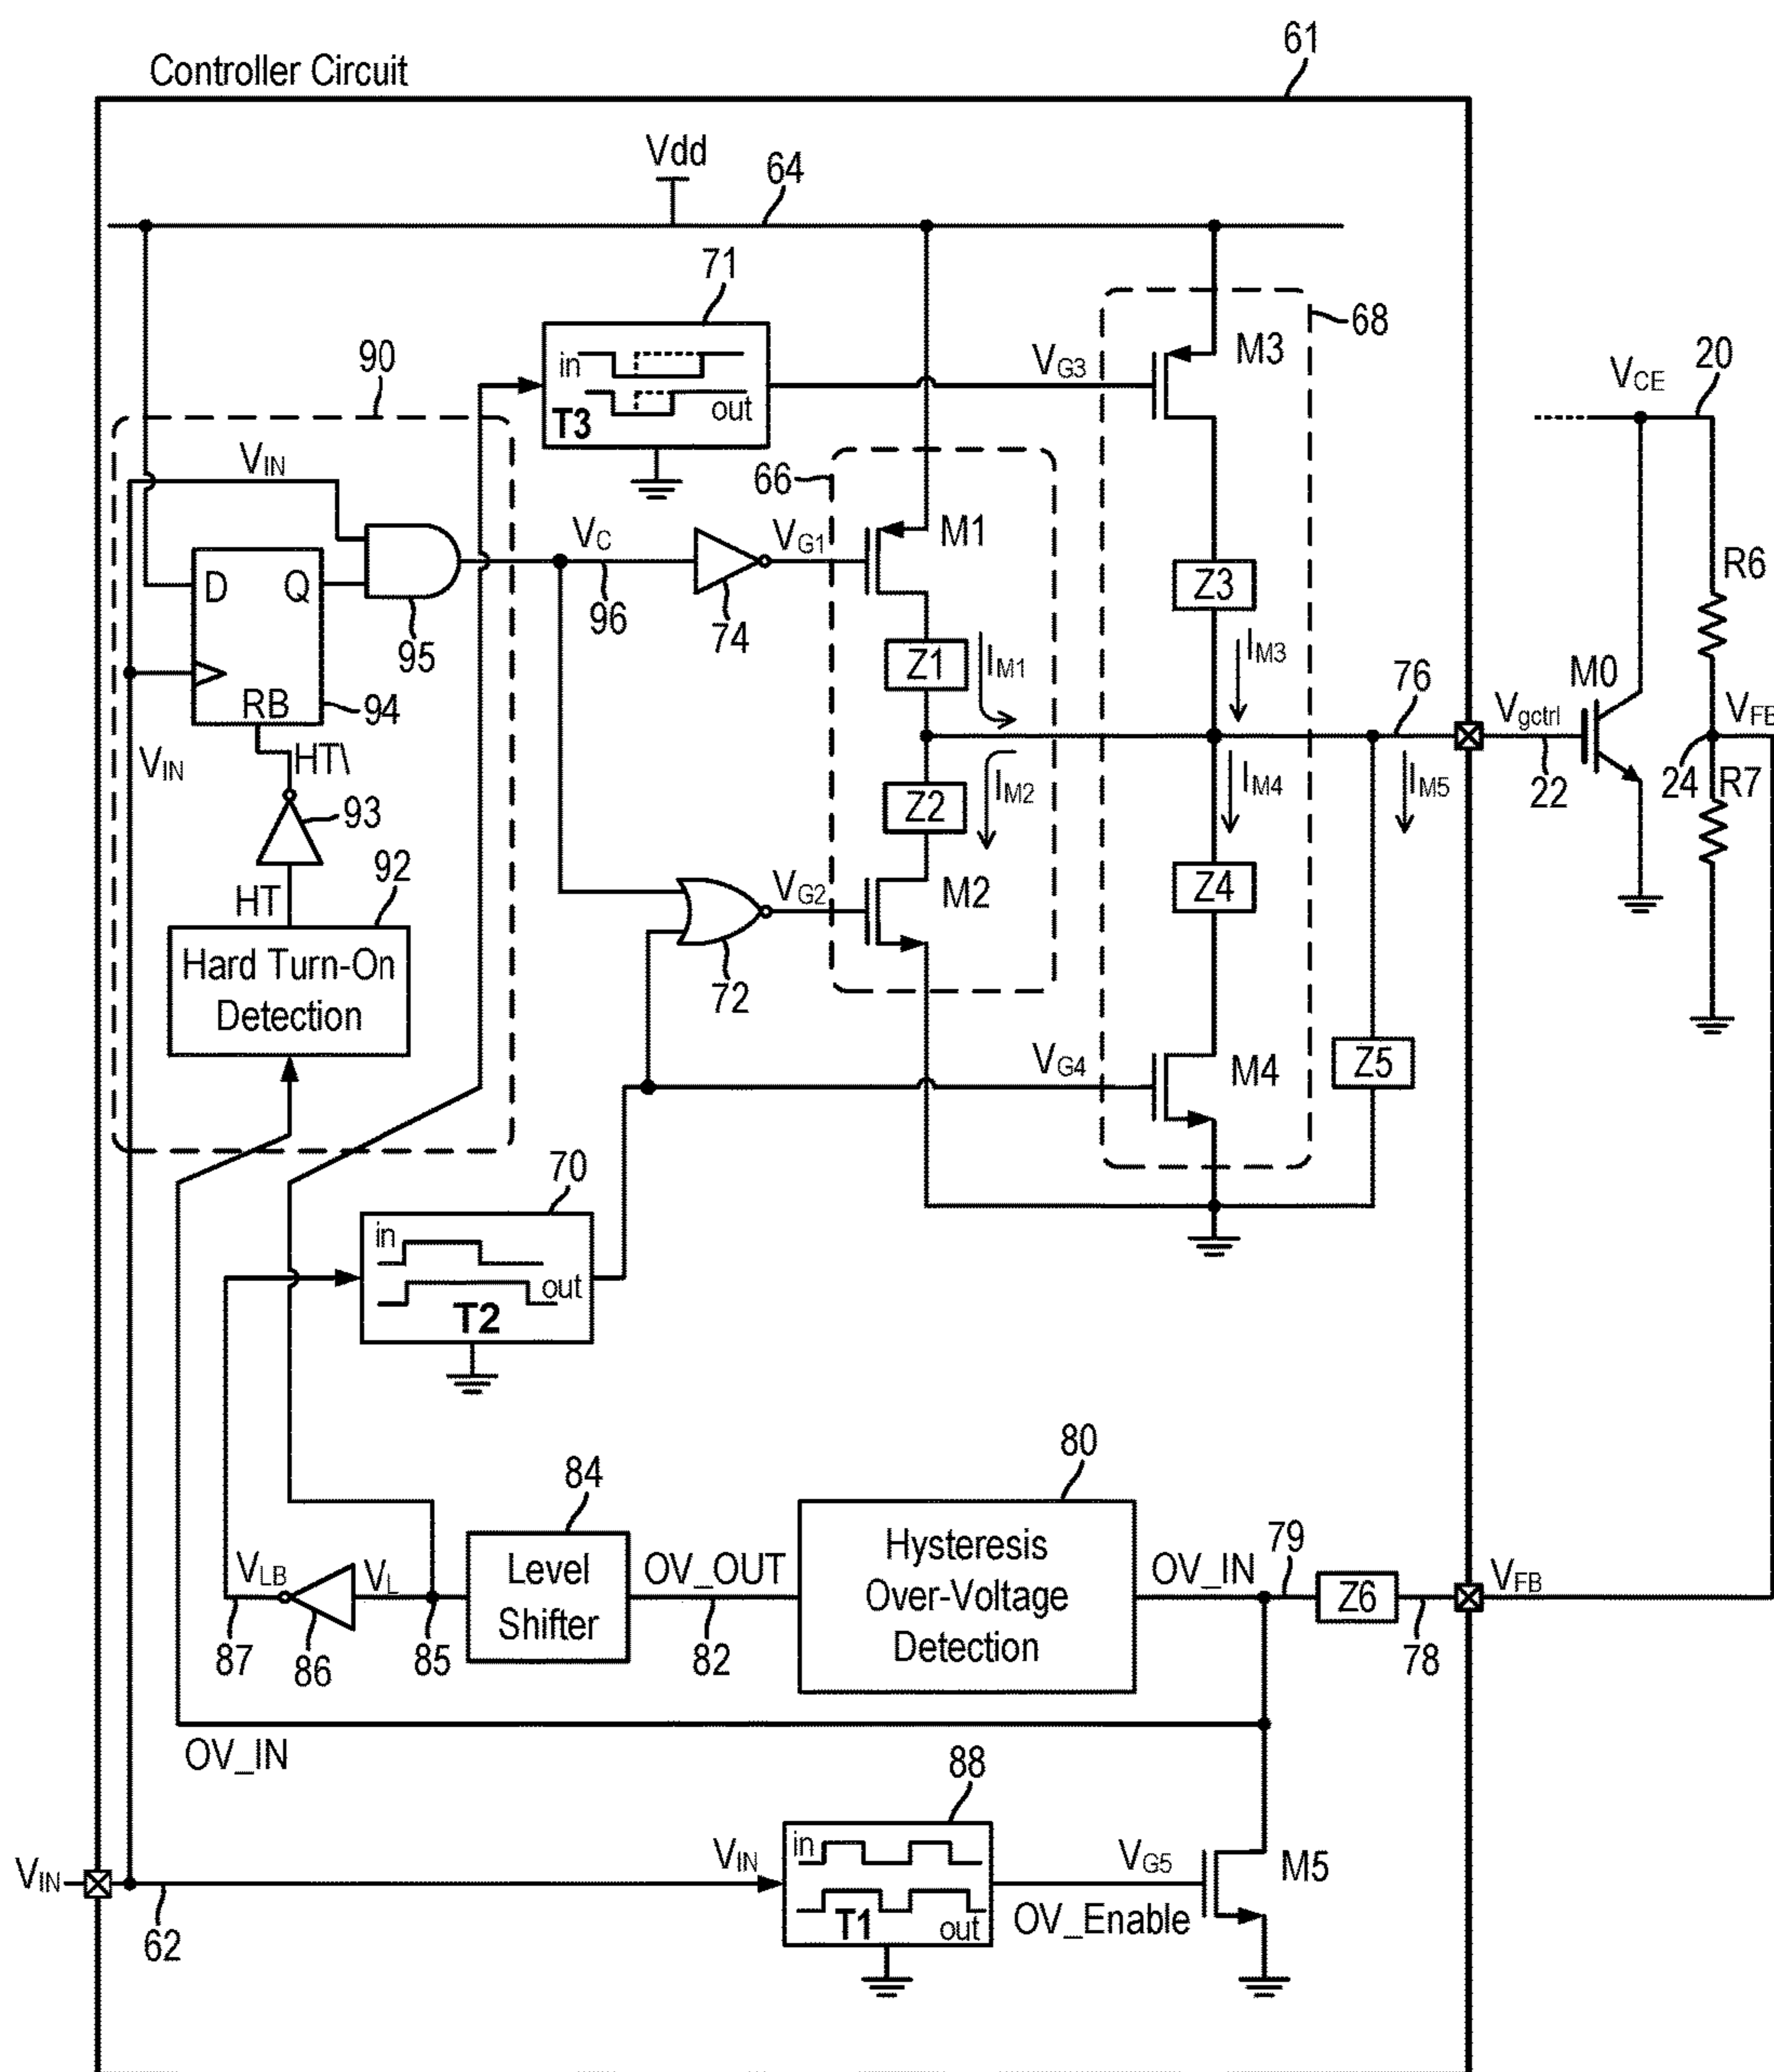 61
Controller Circuit
Vdd
64
71
90
in
out
T3
VG3
M3
68
VCE
20
VIN
66
VC
VG1
M1
D
Q
95
96
74
Z1
IM1
Z3
IM3
R6
RB
94
HT\
VIN
76
Vgctrl
M0
VFB
22
24
R7
93
Z2
IM2
IM4
IM5
HT
92
Hard Turn-On
Detection
VG2
M2
72
Z4
VG4
M4
Z5
70
in
out
T2
84
80
79
VLB
VL
Level
Shifter
OV_OUT
Hysteresis
Over-Voltage
Detection
OV_IN
Z6
VFB
87
86
85
82
78
OV_IN
88
VIN
62
VIN
in
T1
out
VG5
OV_Enable
M5